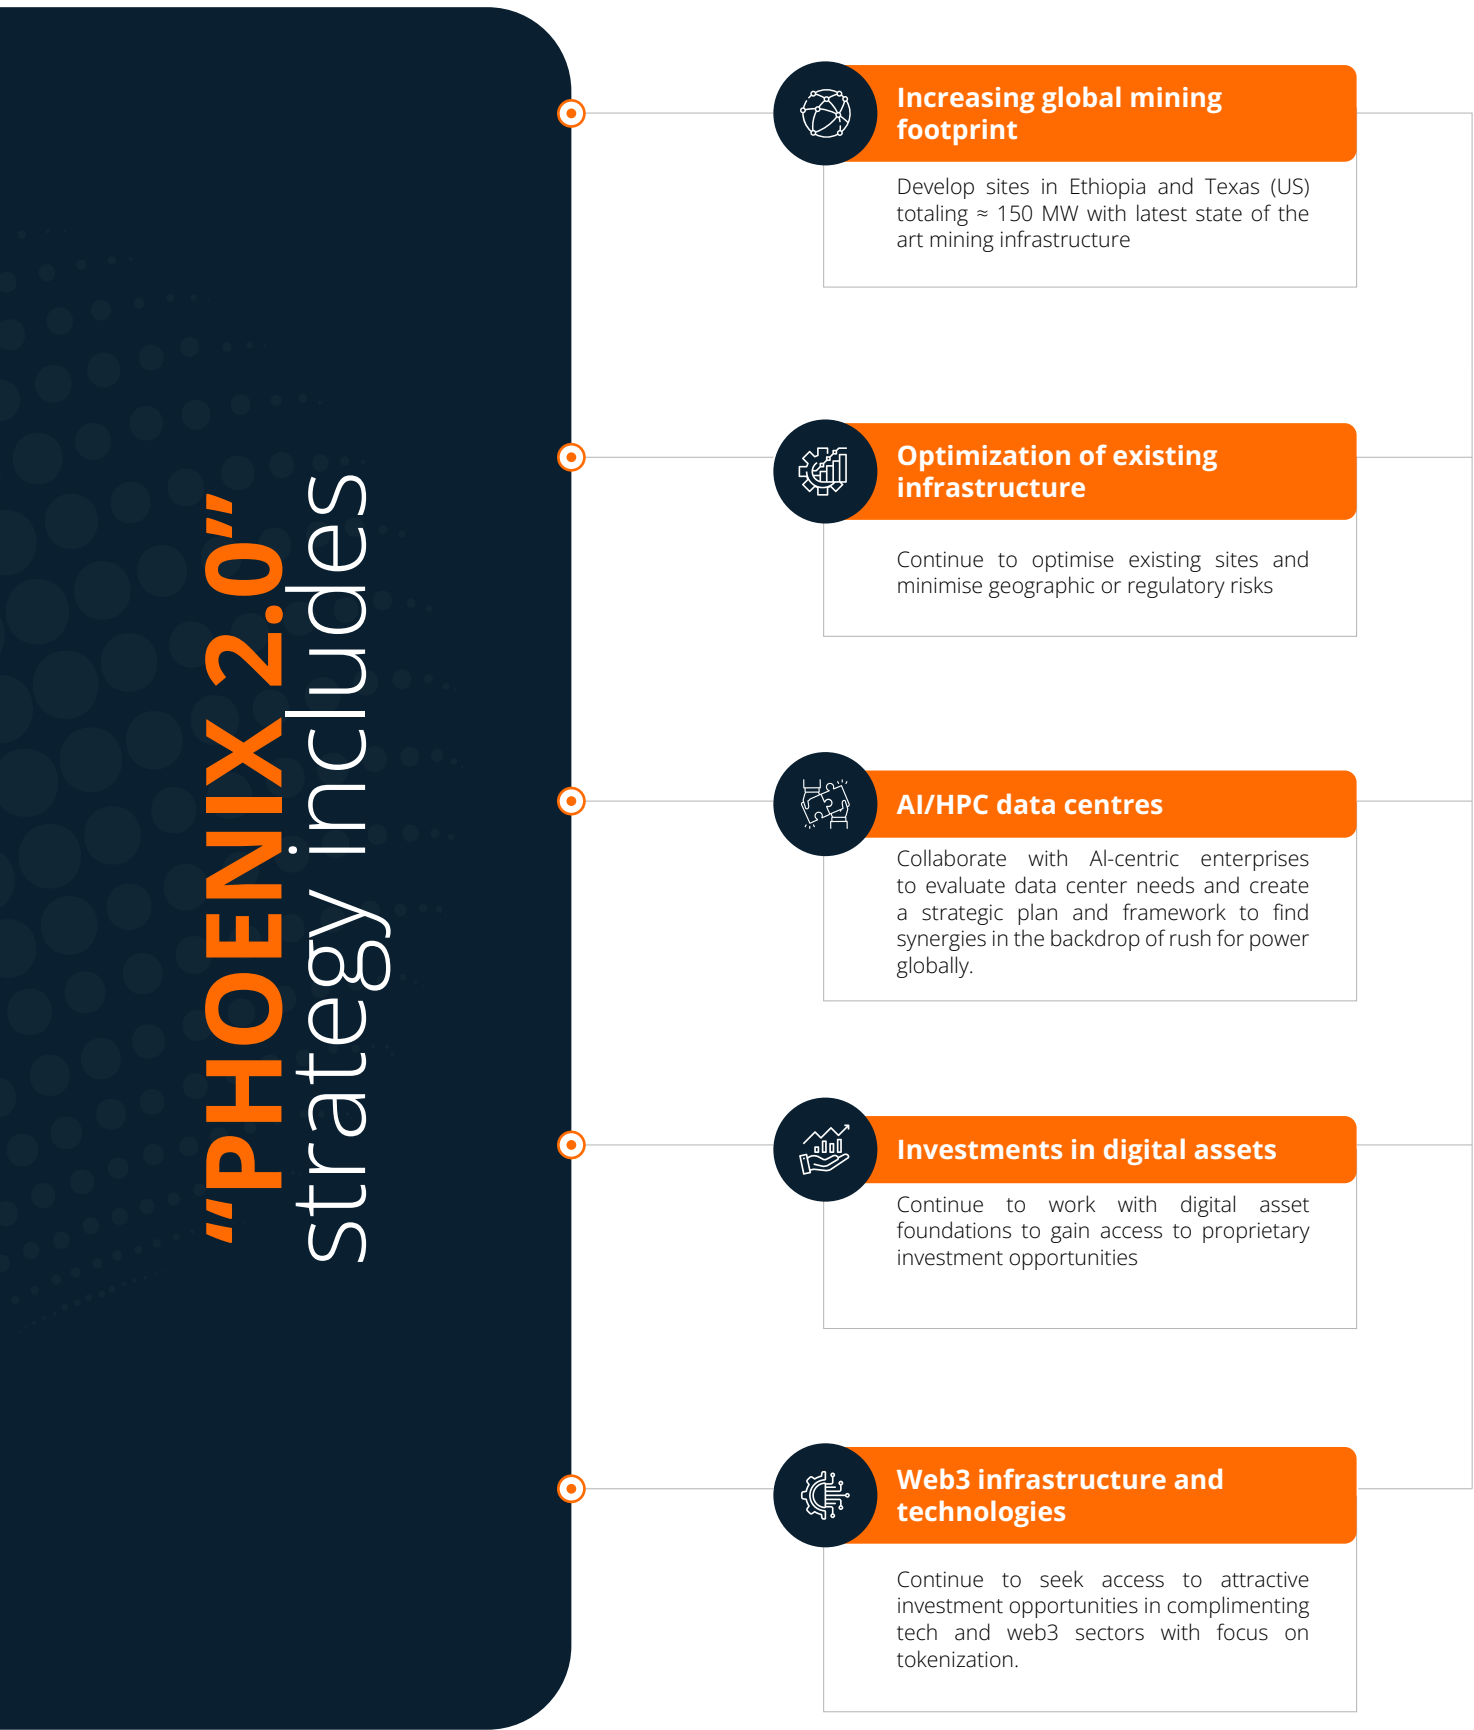 “PHOENIX 2.0”
strategy includes
Increasing global mining
footprint
Develop sites in Ethiopia and Texas (US)
totaling ≈ 150 MW with latest state of the
art mining infrastructure
Optimization of existing
infrastructure
Continue to optimise existing sites and
minimise geographic or regulatory risks
AI/HPC data centres
Collaborate with Al-centric enterprises
to evaluate data center needs and create
a strategic plan and framework to find
synergies in the backdrop of rush for power
globally.
Investments in digital assets
Continue to work with digital asset
foundations to gain access to proprietary
investment opportunities
Web3 infrastructure and
technologies
Continue to seek access to attractive
investment opportunities in complimenting
tech and web3 sectors with focus on
tokenization.